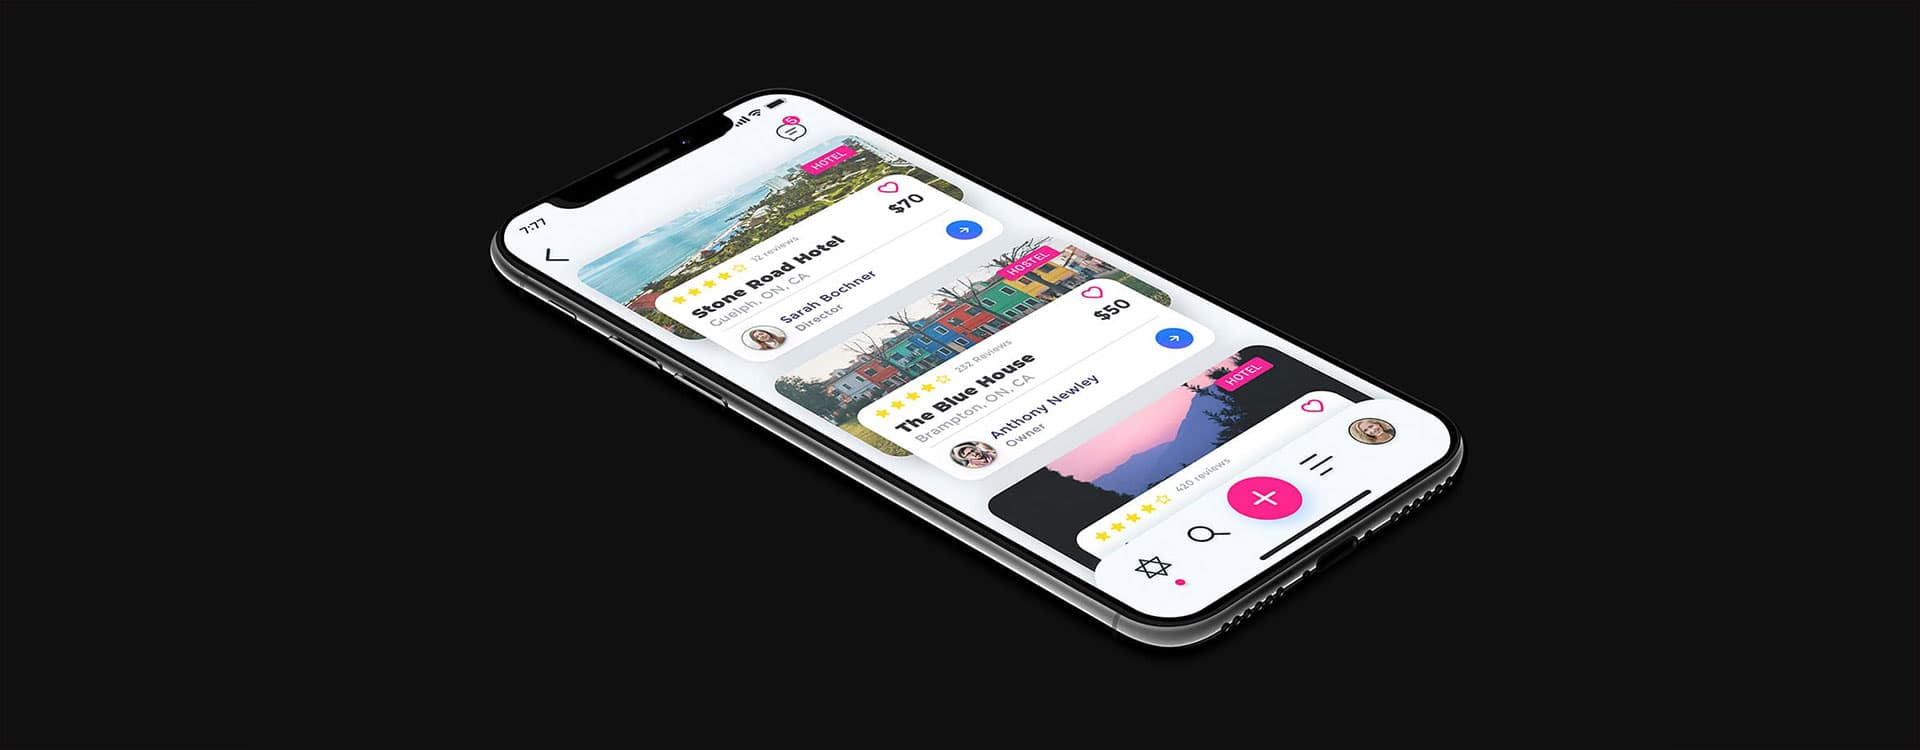 7:77
5
HOTEL
$70
12 reviews
Stone Road Hotel
Guelph, ON, CA
Sarah Bochner
Director
HOSTEL
$50
232 Reviews
The Blue House
Brampton, ON, CA
Anthony Newley
Owner
HOTEL
420 reviews